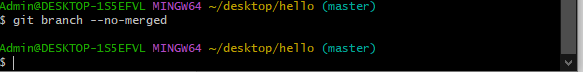 Admin@DESKTOP-1S5EFVL MINGW64 ~/desktop/hello (master)
$ git branch --no-merged
Admin@DESKTOP-1S5EFVL MINGW64 ~/desktop/hello (master)
$